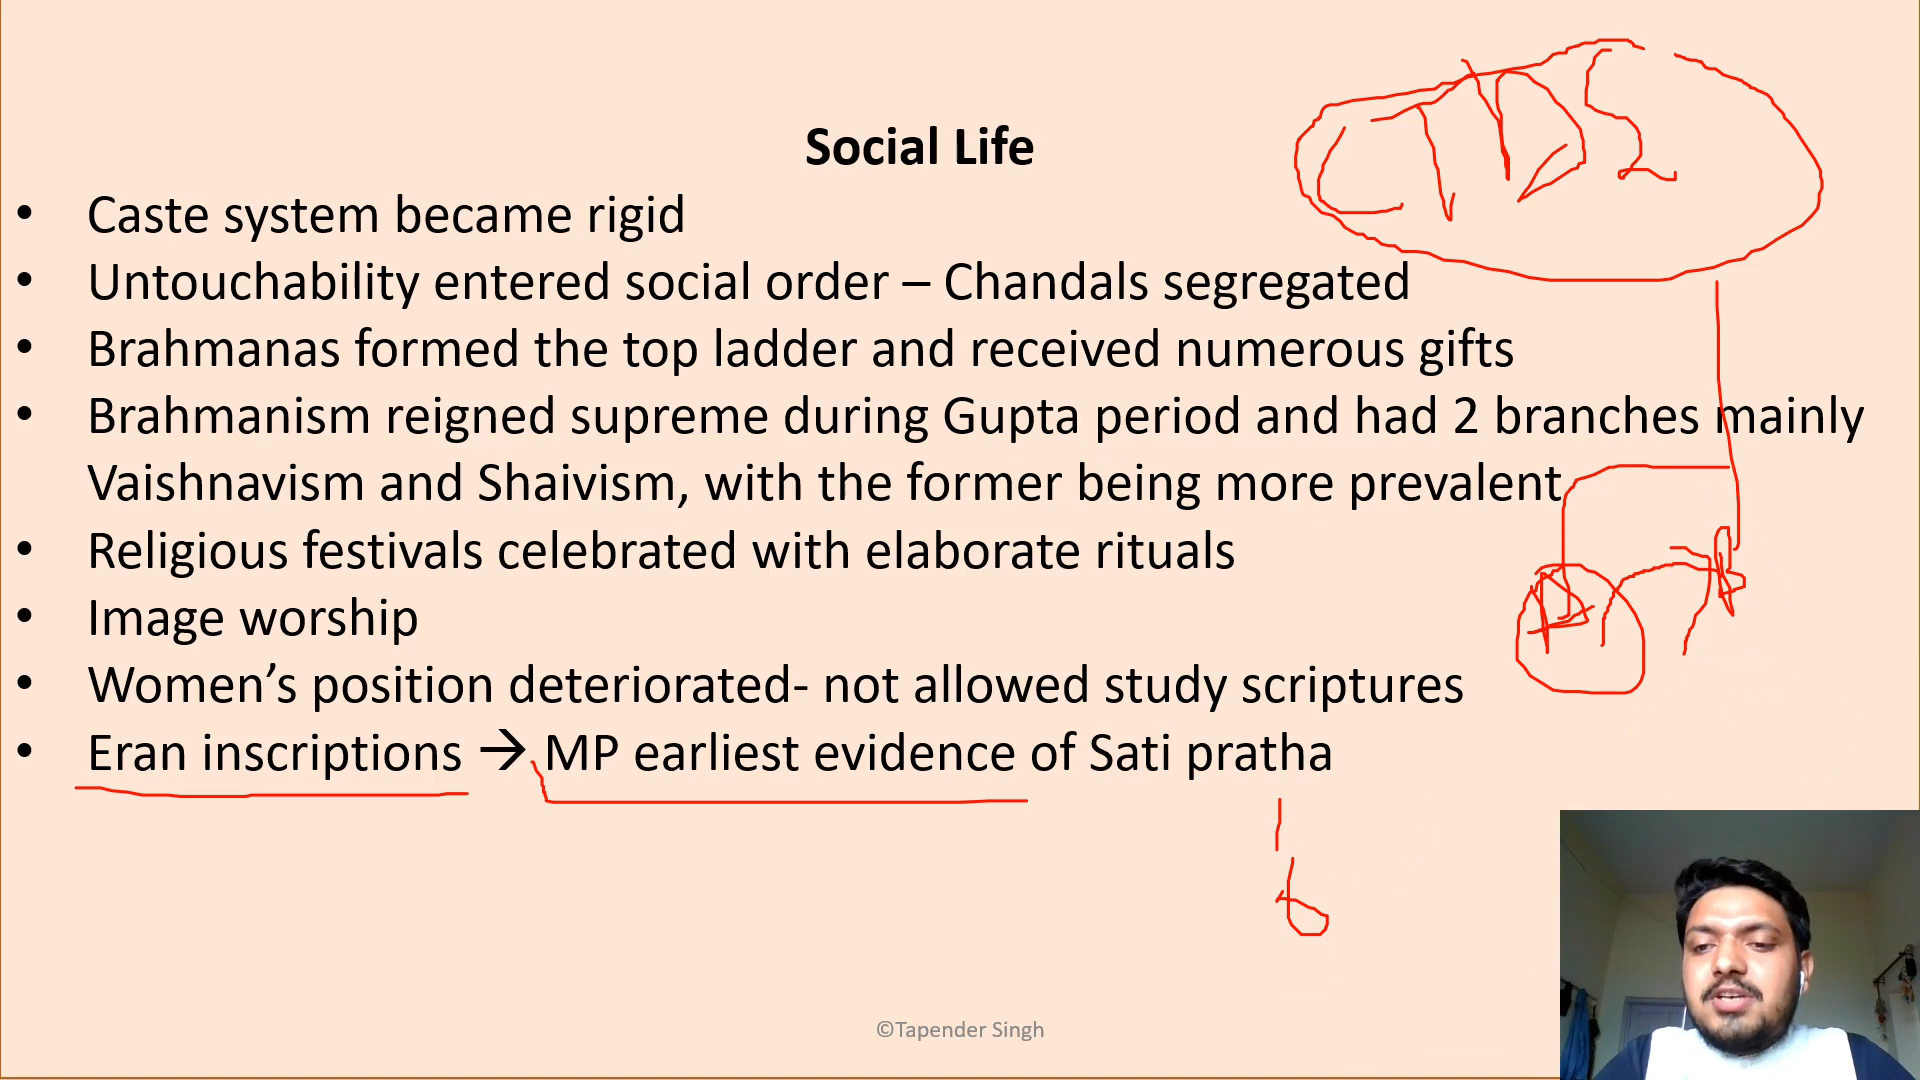 Social Life
• Caste system became rigid
• Untouchability entered social order – Chandals segregated
• Brahmanas formed the top ladder and received numerous gifts
• Brahmanism reigned supreme during Gupta period and had 2 branches mainly
Vaishnavism and Shaivism, with the former being more prevalent
• Religious festivals celebrated with elaborate rituals
• Image worship
• Women’s position deteriorated- not allowed study scriptures
• Eran inscriptions → MP earliest evidence of Sati pratha
©Tapender Singh